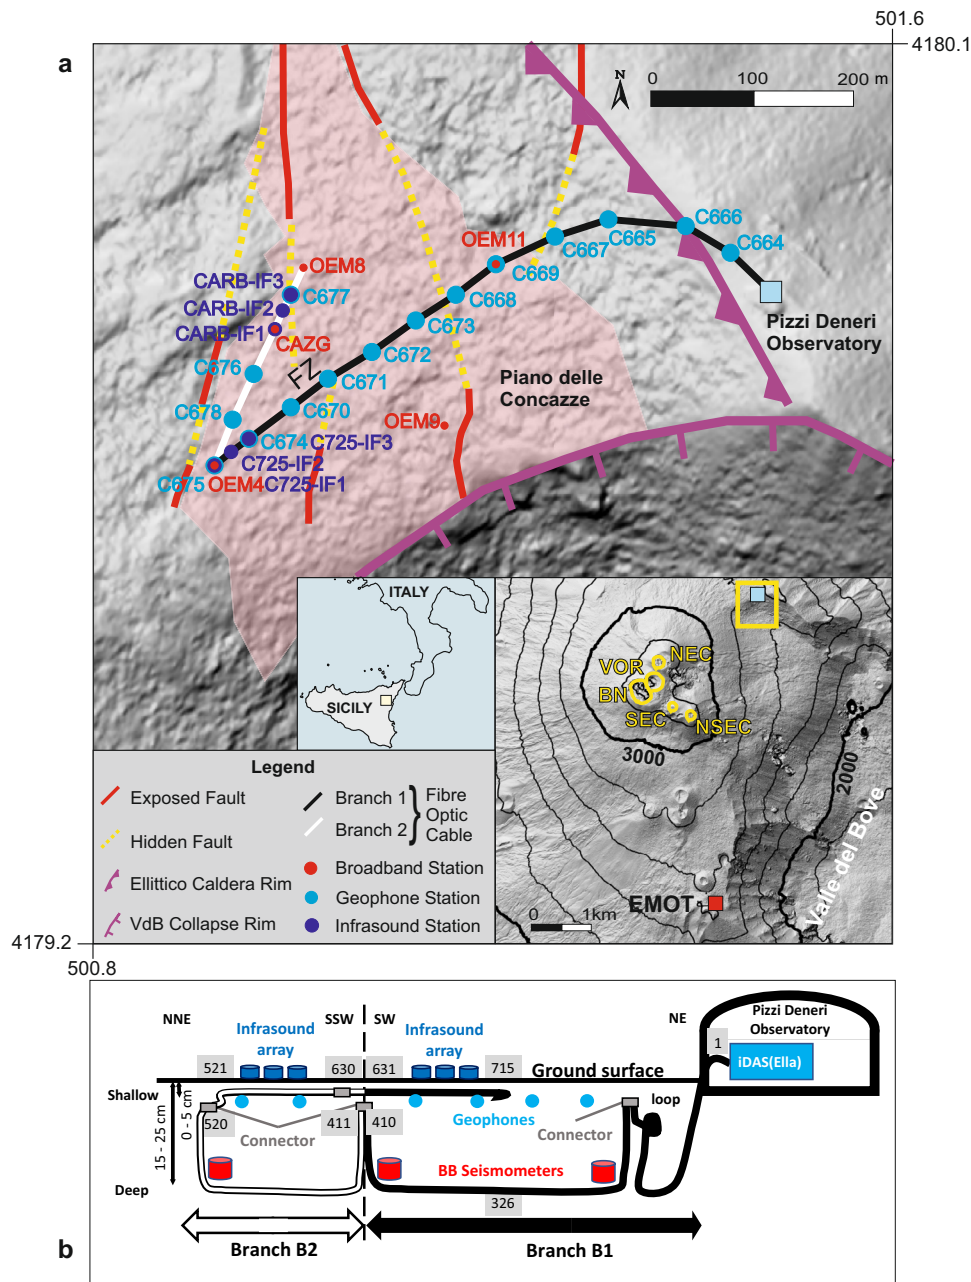 501.6
4180.1
a
N
0 100 200 m
C666
C665
C664
C667
OEM11
C669
OEM8
CARB-IF3
C677
C668
CARB-IF2
CARB-IF1
C673
CAZG
Pizzi Deneri
Observatory
C672
C676
FZ
C671
Piano delle
Concazze
C670
C678
OEM9
C674 C725-IF3
C725-IF2
C675 OEM4 C725-IF1
ITALY
SICILY
NEC
VOR
BN
SEC
NSEC
3000
2000
Valle del Bove
EMOT
0 1km
Legend
Exposed Fault
Hidden Fault
Ellittico Caldera Rim
VdB Collapse Rim
Branch 1
Branch 2
Fibre
Optic
Cable
Broadband Station
Geophone Station
Infrasound Station
4179.2
500.8
b
NNE
SSW
SW
NE
Infrasound
array
Infrasound
array
Pizzi Deneri
Observatory
1
iDAS(Ella)
521
630
631
715
Ground surface
Shallow
0 - 5 cm
15 - 25 cm
Deep
520
411
410
Connector
Geophones
Connector
loop
BB Seismometers
326
Branch B2
Branch B1